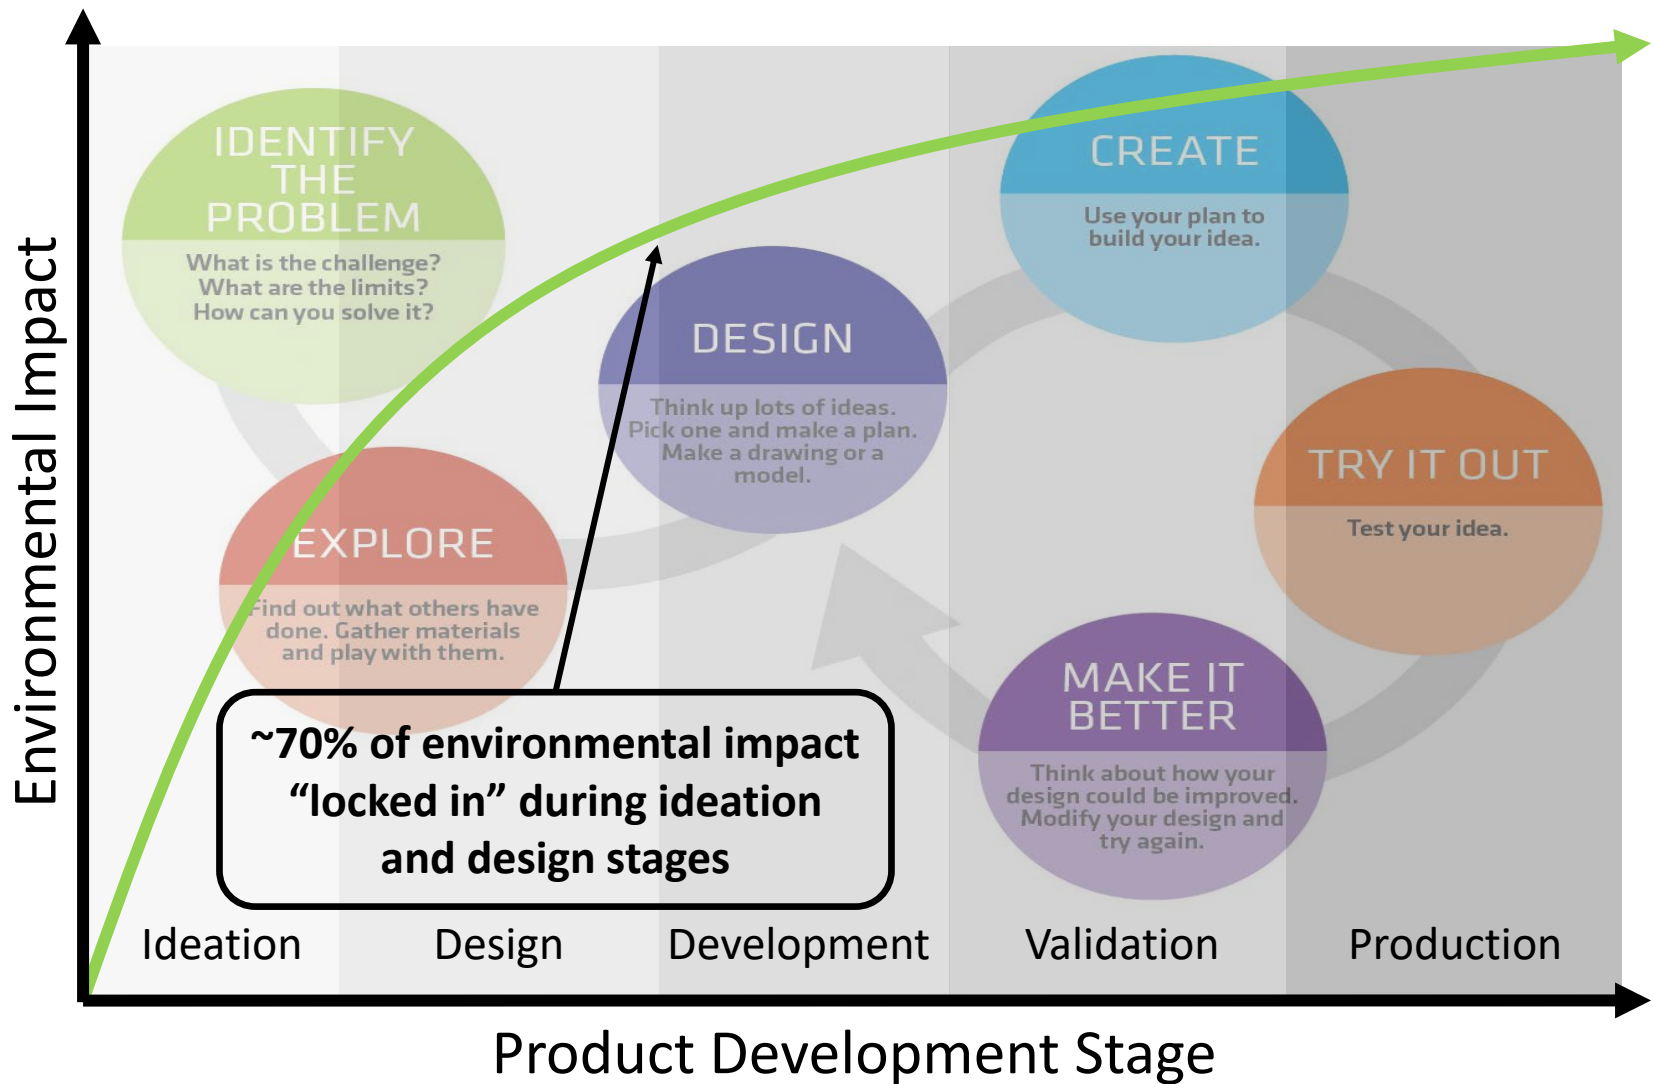 Environmental Impact
IDENTIFY
THE
PROBLEM
What is the challenge?
What are the limits?
How can you solve it?
EXPLORE
Find out what others have
done. Gather materials
and play with them.
DESIGN
Think up lots of ideas.
Pick one and make a plan.
Make a drawing or a
model.
CREATE
Use your plan to
build your idea.
TRY IT OUT
Test your idea.
MAKE IT
BETTER
Think about how your
design could be improved.
Modify your design and
try again.
~70% of environmental impact
“locked in” during ideation
and design stages
Ideation
Design
Development
Validation
Production
Product Development Stage